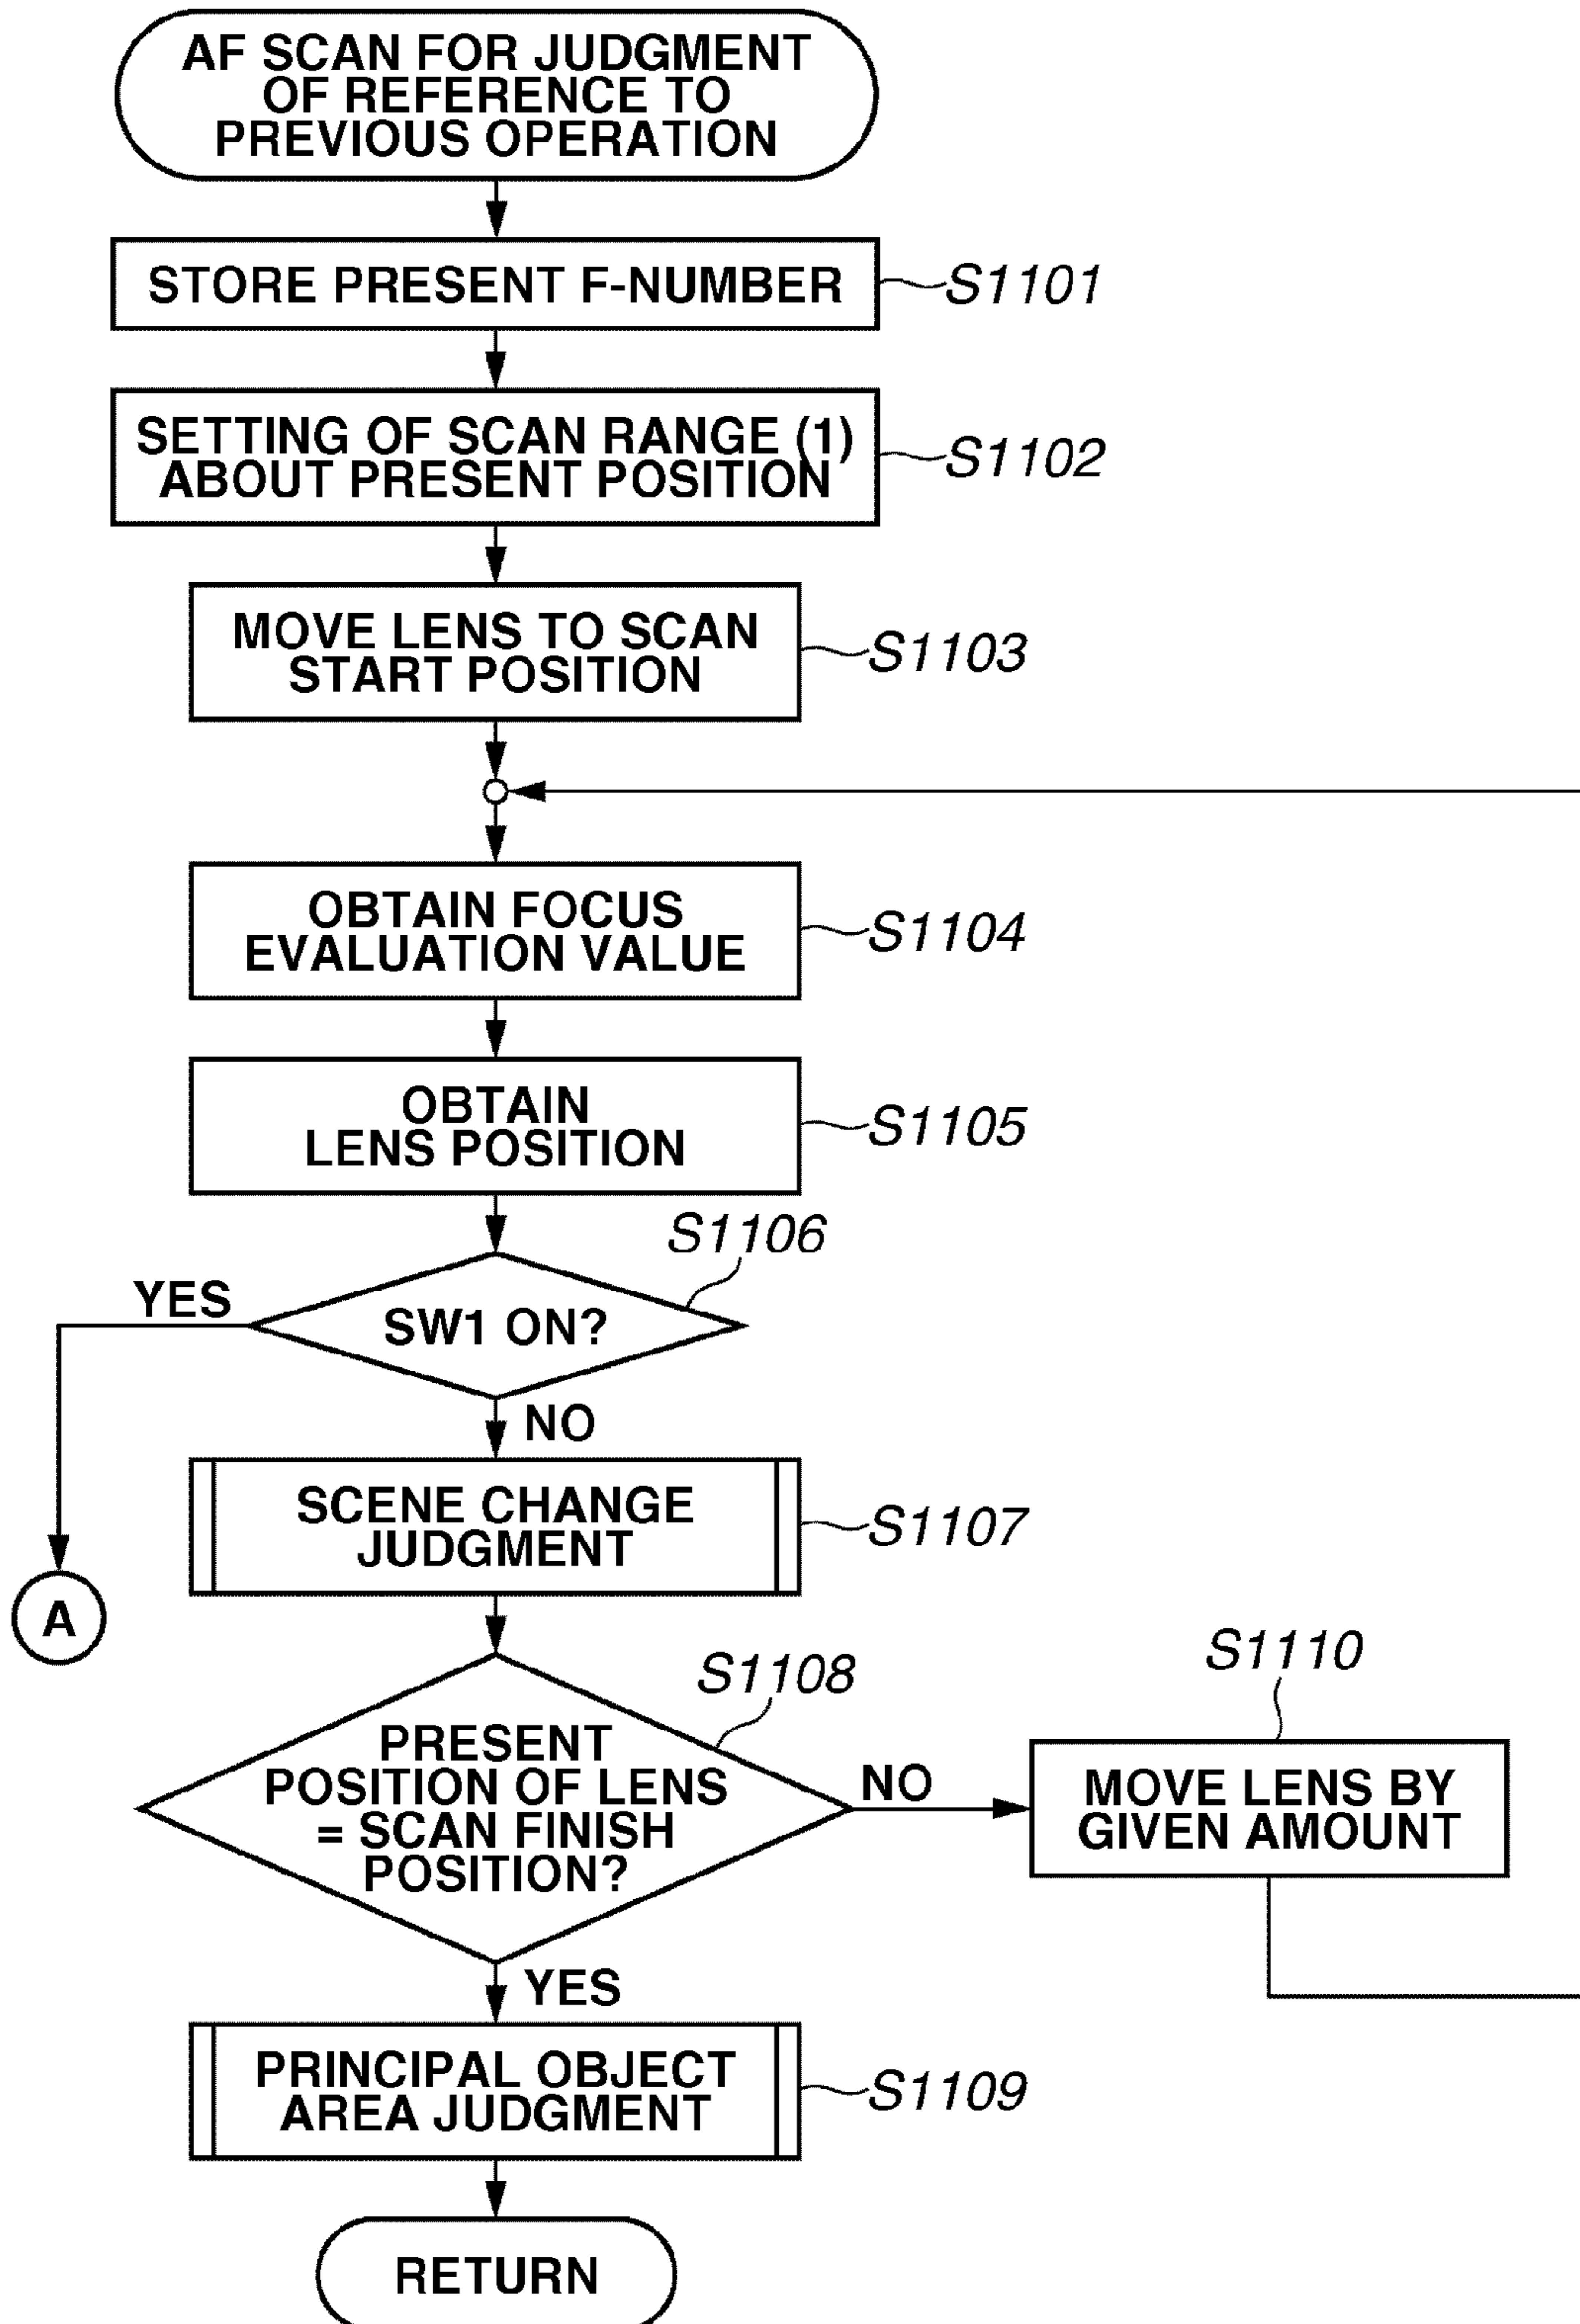 AF SCAN FOR JUDGMENT
OF REFERENCE TO
PREVIOUS OPERATION
STORE PRESENT F-NUMBER
S1101
SETTING OF SCAN RANGE (1)
ABOUT PRESENT POSITION
S1102
MOVE LENS TO SCAN
START POSITION
S1103
OBTAIN FOCUS
EVALUATION VALUE
S1104
OBTAIN
LENS POSITION
S1105
S1106
YES
SW1 ON?
NO
SCENE CHANGE
JUDGMENT
S1107
A
S1108
PRESENT
POSITION OF LENS
= SCAN FINISH
POSITION?
NO
S1110
MOVE LENS BY
GIVEN AMOUNT
YES
PRINCIPAL OBJECT
AREA JUDGMENT
S1109
RETURN